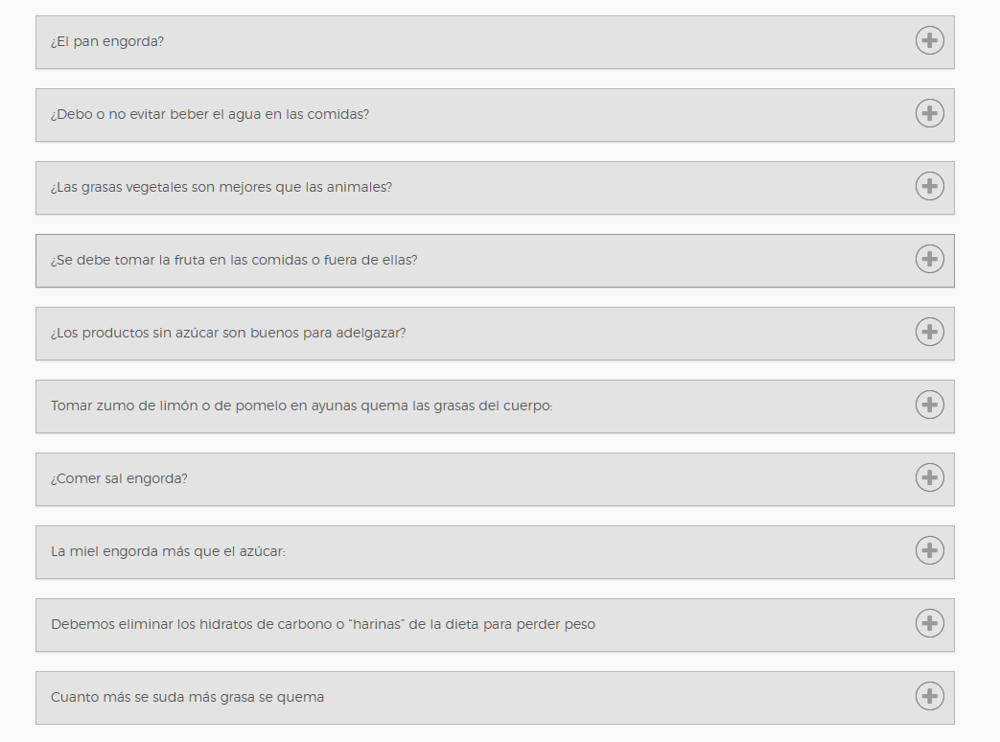 ¿El pan engorda?
¿Debo o no evitar beber el agua en las comidas?
¿Las grasas vegetales son mejores que las animales?
¿Se debe tomar la fruta en las comidas o fuera de ellas?
¿Los productos sin azúcar son buenos para adelgazar?
Tomar zumo de limón o de pomelo en ayunas quema las grasas del cuerpo:
¿Comer sal engorda?
La miel engorda más que el azúcar:
Debemos eliminar los hidratos de carbono o “harinas” de la dieta para perder peso
Cuanto más se suda más grasa se quema